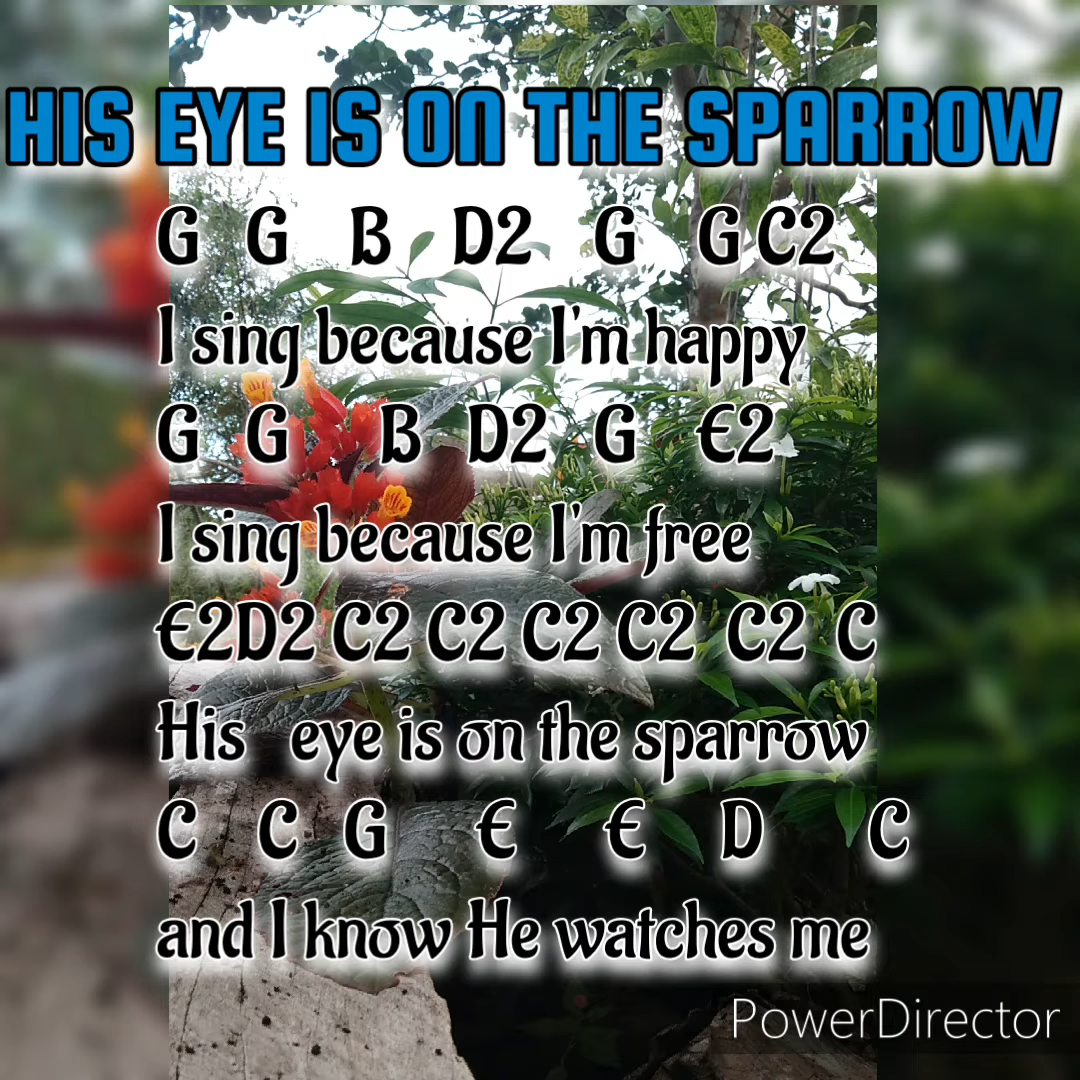 HIS EYE IS ON THE SPARROW
G G B D2 G G C2
I sing because I'm happy
G G B D2 G E2
I sing because I'm free
E2D2 C2 C2 C2 C2 C2 C
His eye is on the sparrow
C C G E E D C
and I know He watches me
PowerDirector